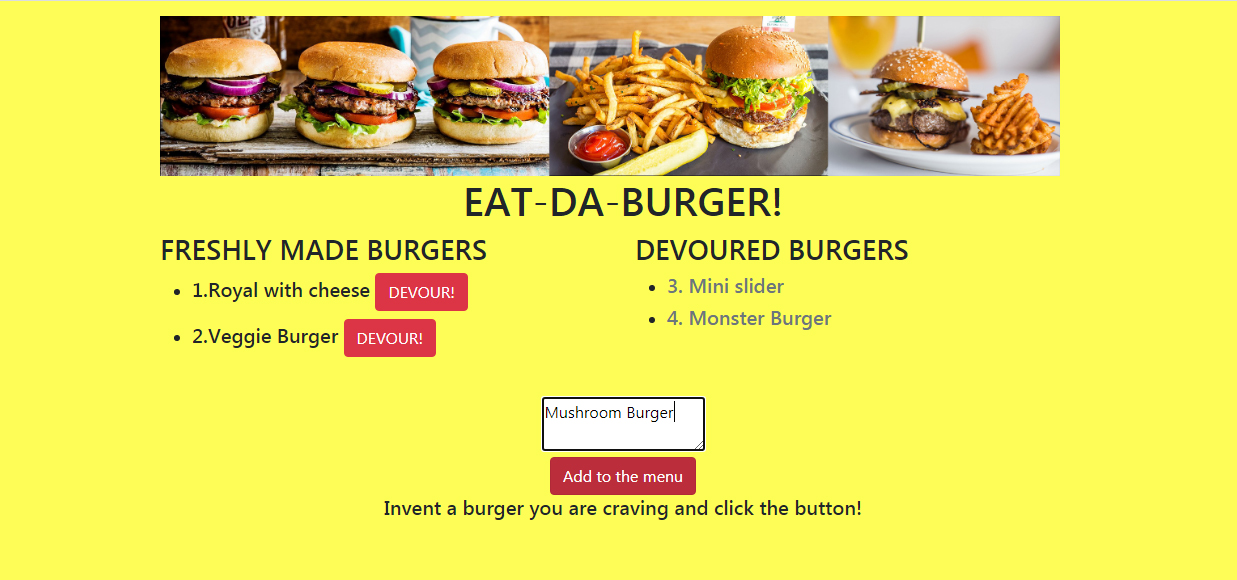 EAT-DA-BURGER!
FRESHLY MADE BURGERS
1.Royal with cheese DEVOUR!
2.Veggie Burger DEVOUR!
DEVOURED BURGERS
3. Mini slider
4. Monster Burger
Mushroom Burger
Add to the menu
Invent a burger you are craving and click the button!